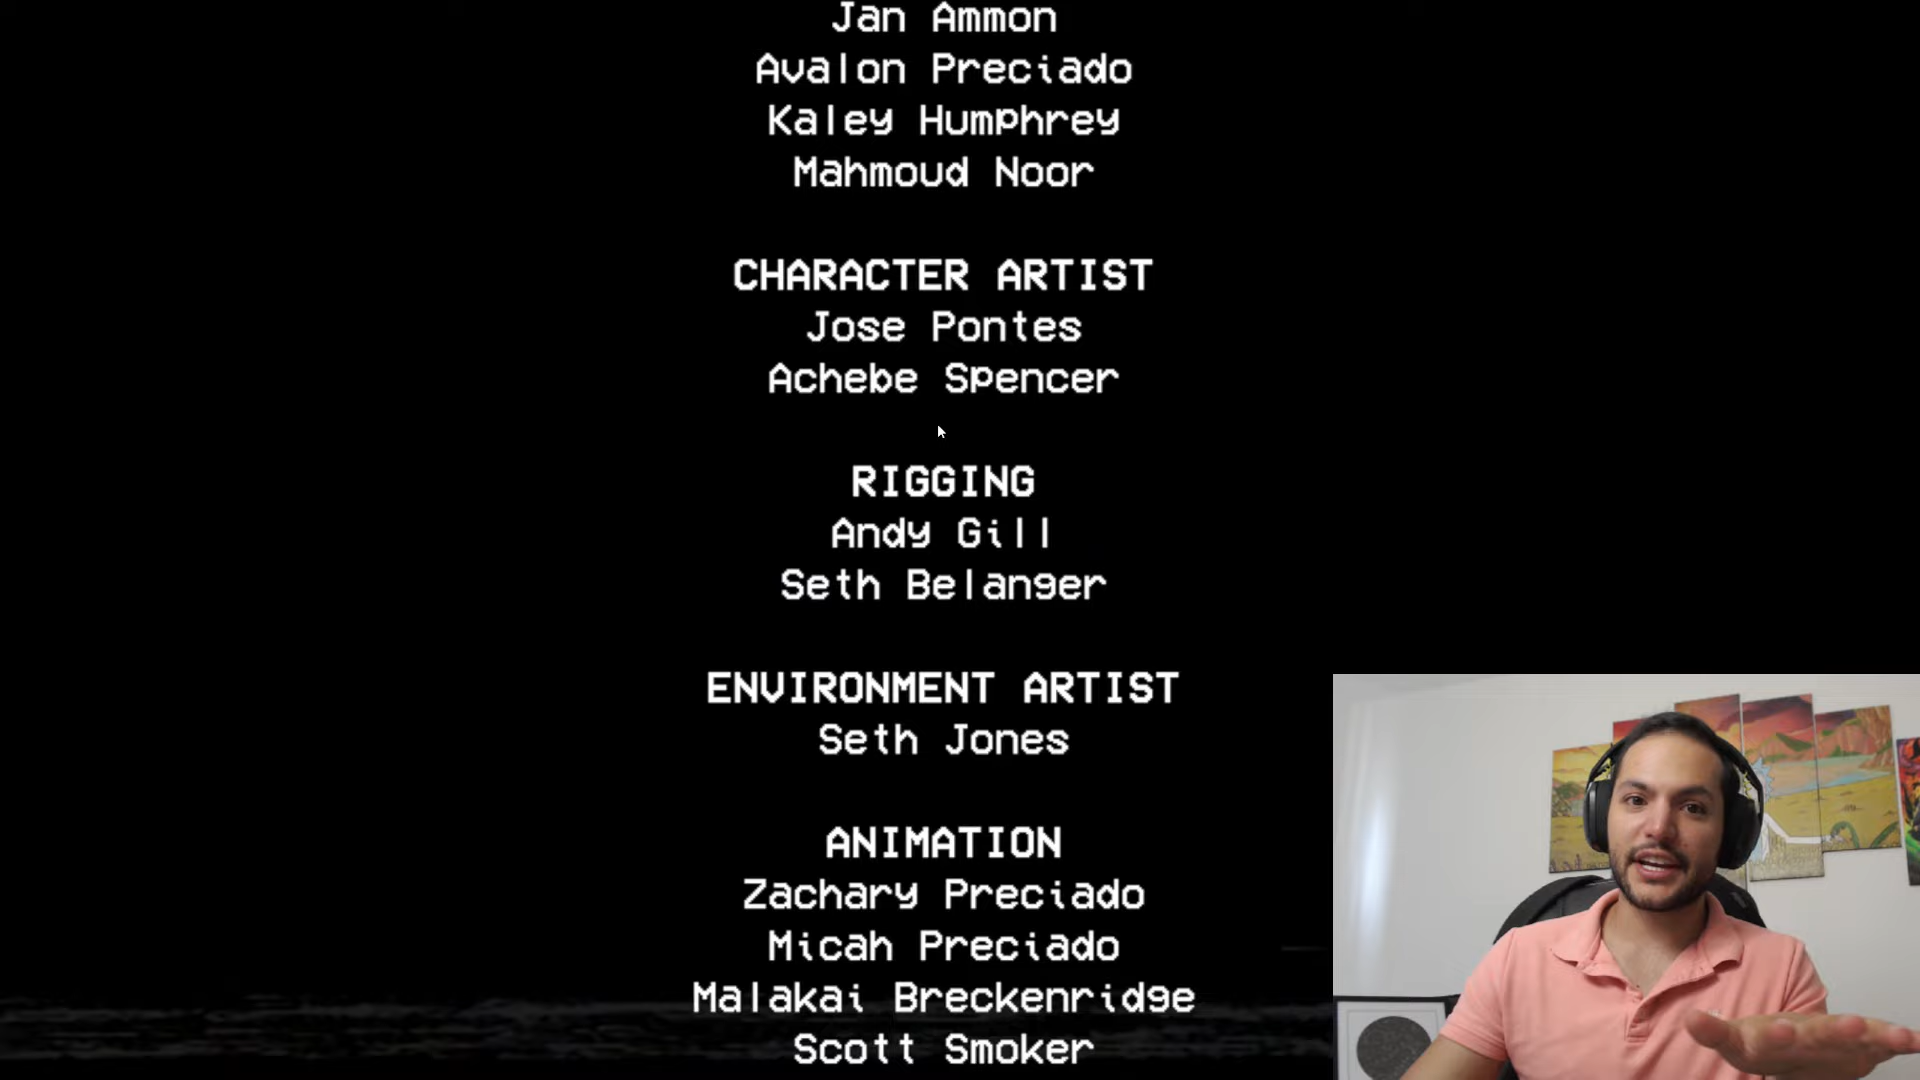 Jan Ammon
Avalon Preciado
Kaley Humphrey
Mahmoud Noor
CHARACTER ARTIST
Jose Pontes
Achebe Spencer
RIGGING
Andy Gill
Seth Belanger
ENVIRONMENT ARTIST
Seth Jones
ANIMATION
Zachary Preciado
Micah Preciado
Malakai Breckenridge
Scott Smoker